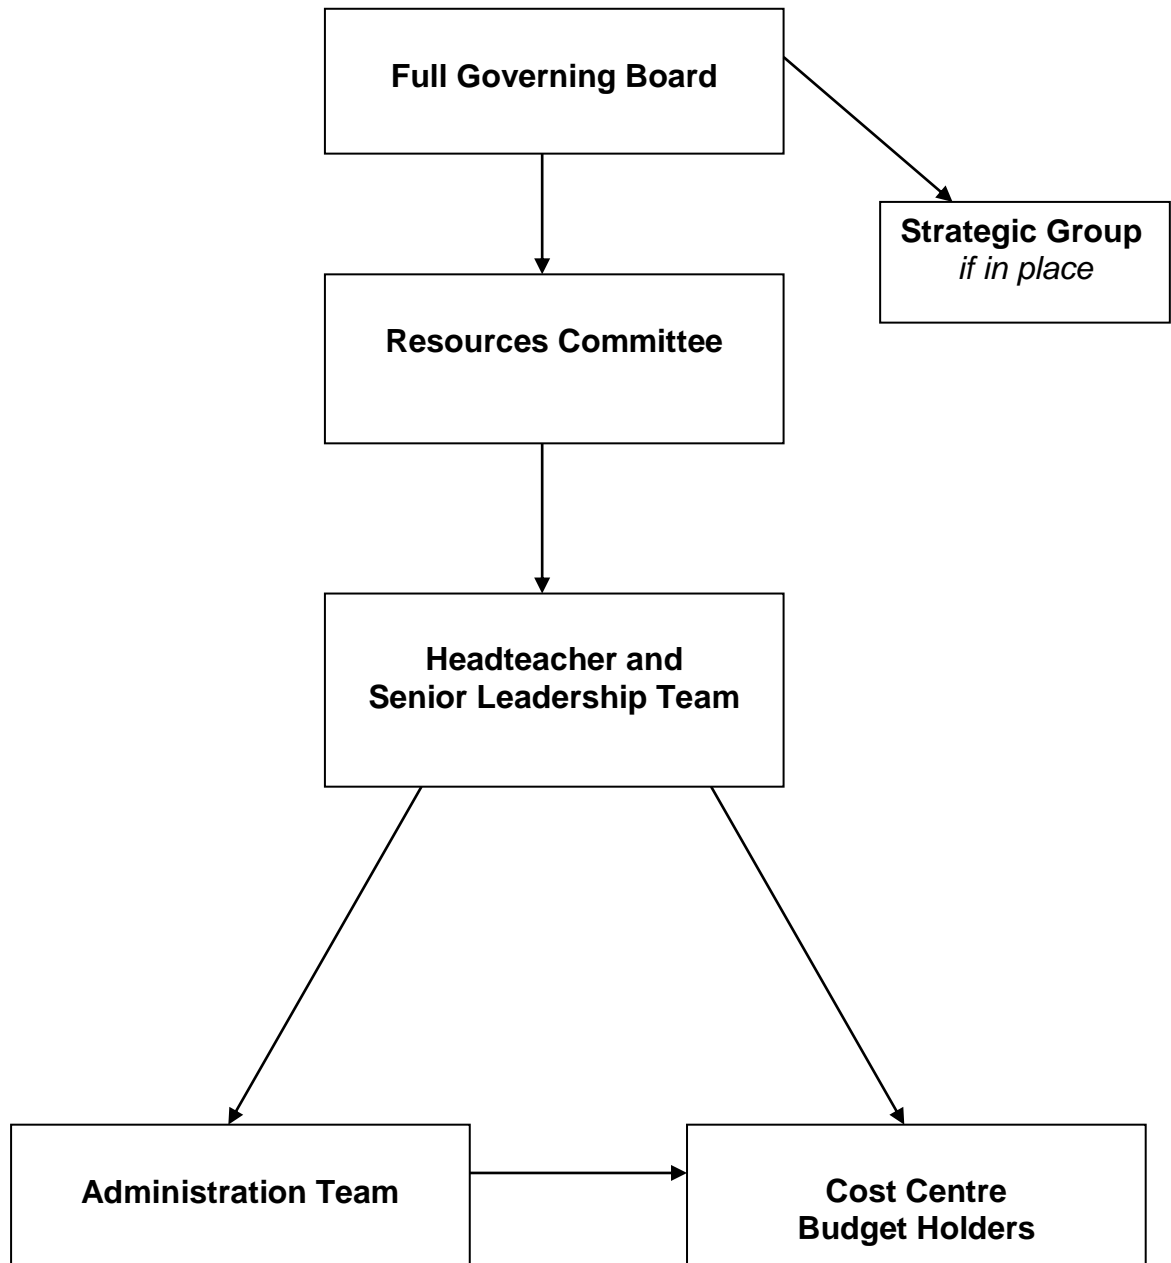 Full Governing Board
Strategic Group
if in place
Resources Committee
Headteacher and
Senior Leadership Team
Administration Team
Cost Centre
Budget Holders